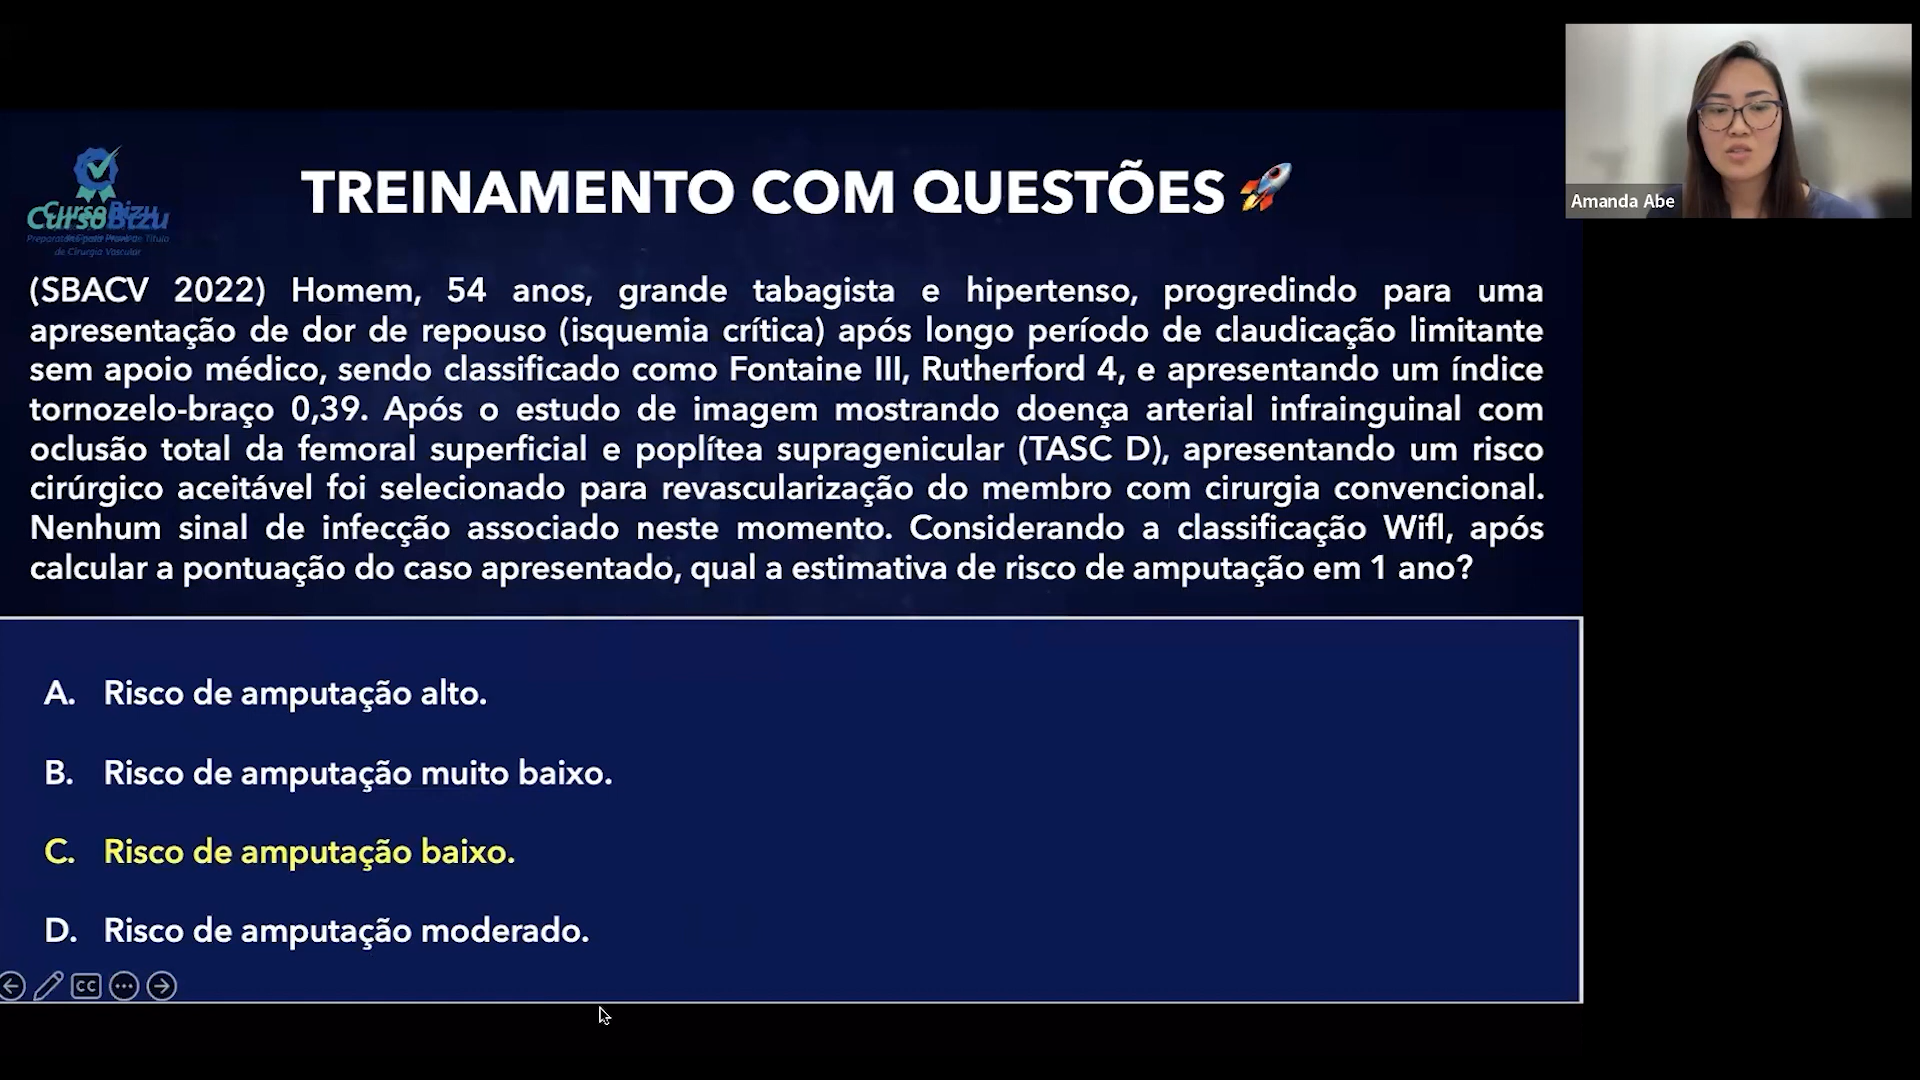 Amanda Abe
TREINAMENTO COM QUESTÕES
CursoBizu
de Cirurgia Vascular
(SBACV 2022) Homem, 54 anos, grande tabagista e hipertenso, progredindo para uma
apresentação de dor de repouso (isquemia crítica) após longo período de claudicação limitante
sem apoio médico, sendo classificado como Fontaine III, Rutherford 4, e apresentando um índice
tornozelo-braço 0,39. Após o estudo de imagem mostrando doença arterial infrainguinal com
oclusão total da femoral superficial e poplítea supragenicular (TASC D), apresentando um risco
cirúrgico aceitável foi selecionado para revascularização do membro com cirurgia convencional.
Nenhum sinal de infecção associado neste momento. Considerando a classificação WifI, após
calcular a pontuação do caso apresentado, qual a estimativa de risco de amputação em 1 ano?
A. Risco de amputação alto.
B. Risco de amputação muito baixo.
C. Risco de amputação baixo.
D. Risco de amputação moderado.
CC